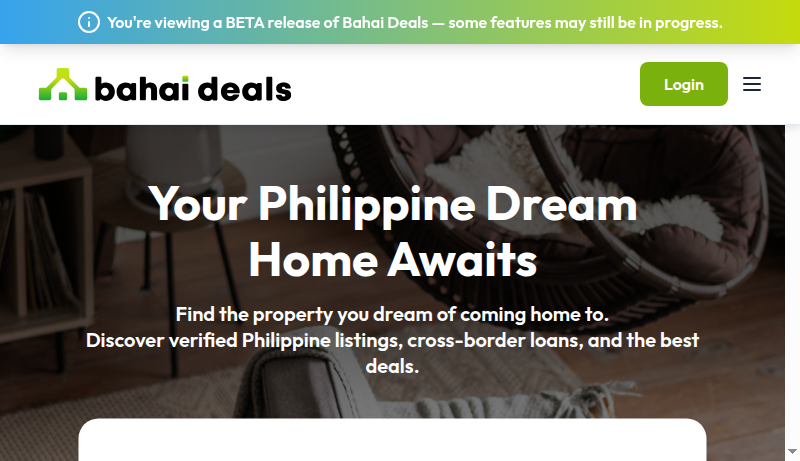 You're viewing a BETA release of Bahai Deals — some features may still be in progress.
bahai deals
Login
Your Philippine Dream
Home Awaits
Find the property you dream of coming home to.
Discover verified Philippine listings, cross-border loans, and the best
deals.